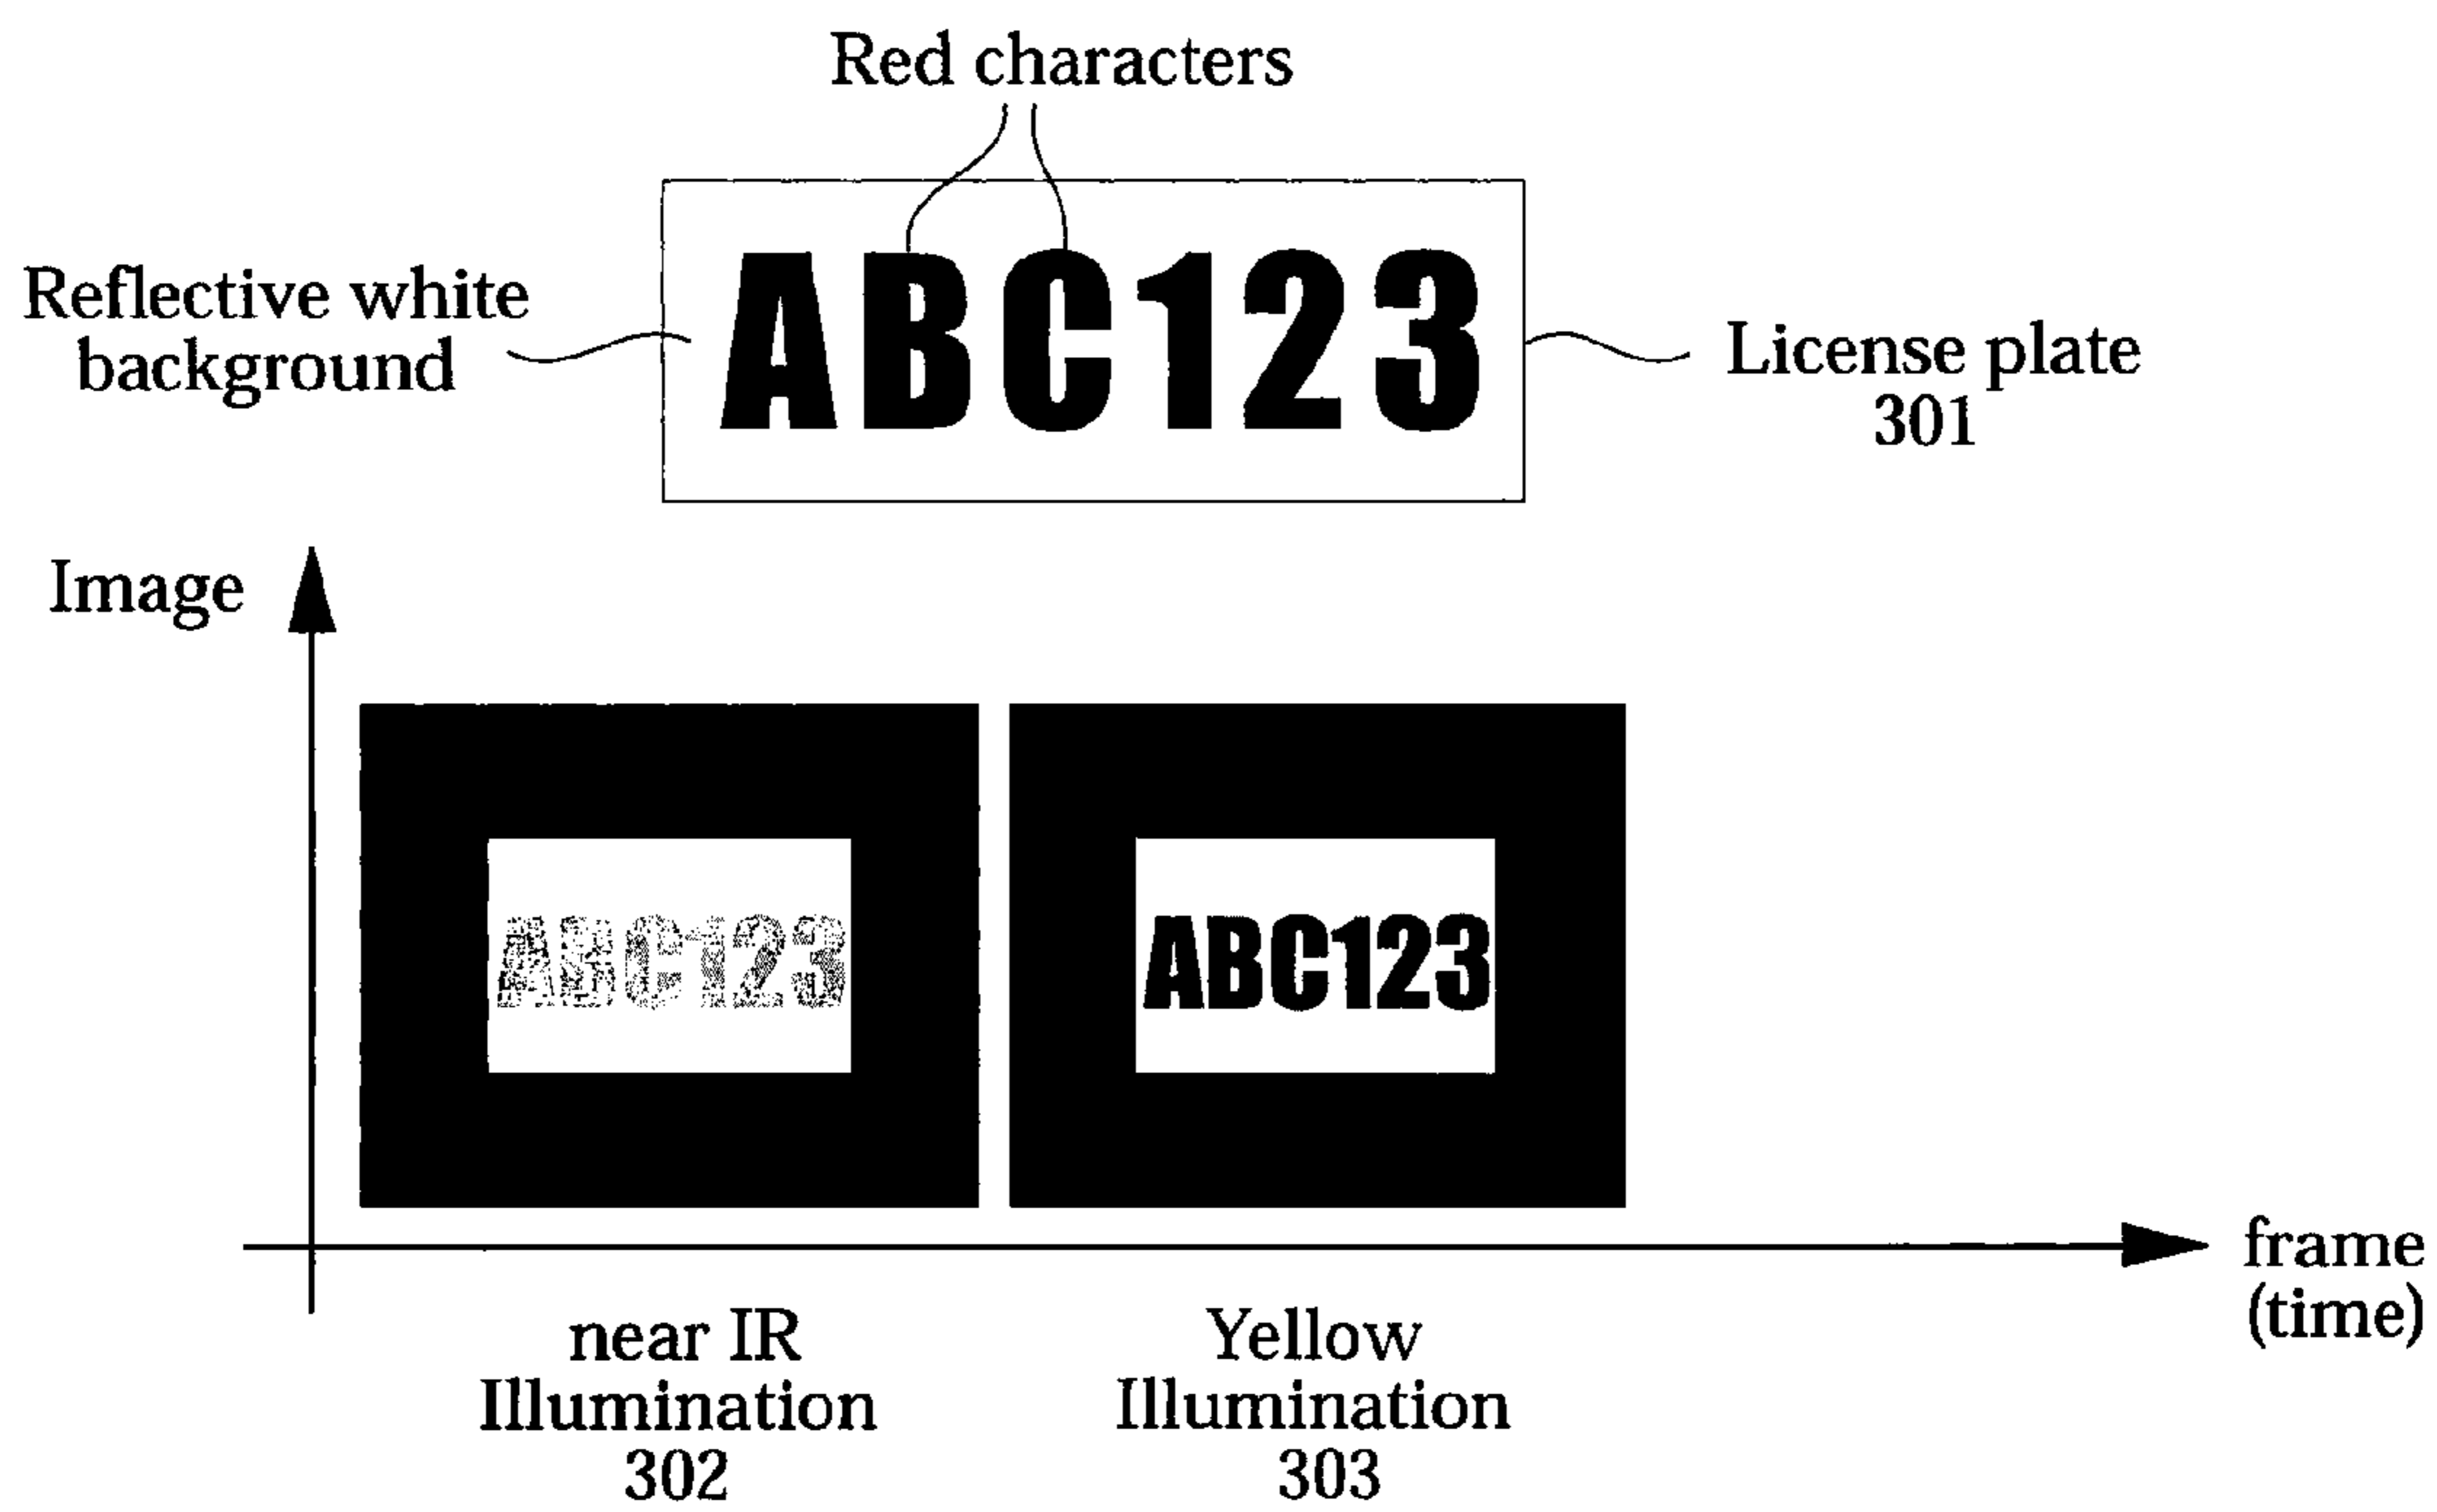 Red characters
Reflective white
background
ABC123
License plate
301
Image
ABC123
ABC123
frame
(time)
near IR
Illumination
302
Yellow
Illumination
303